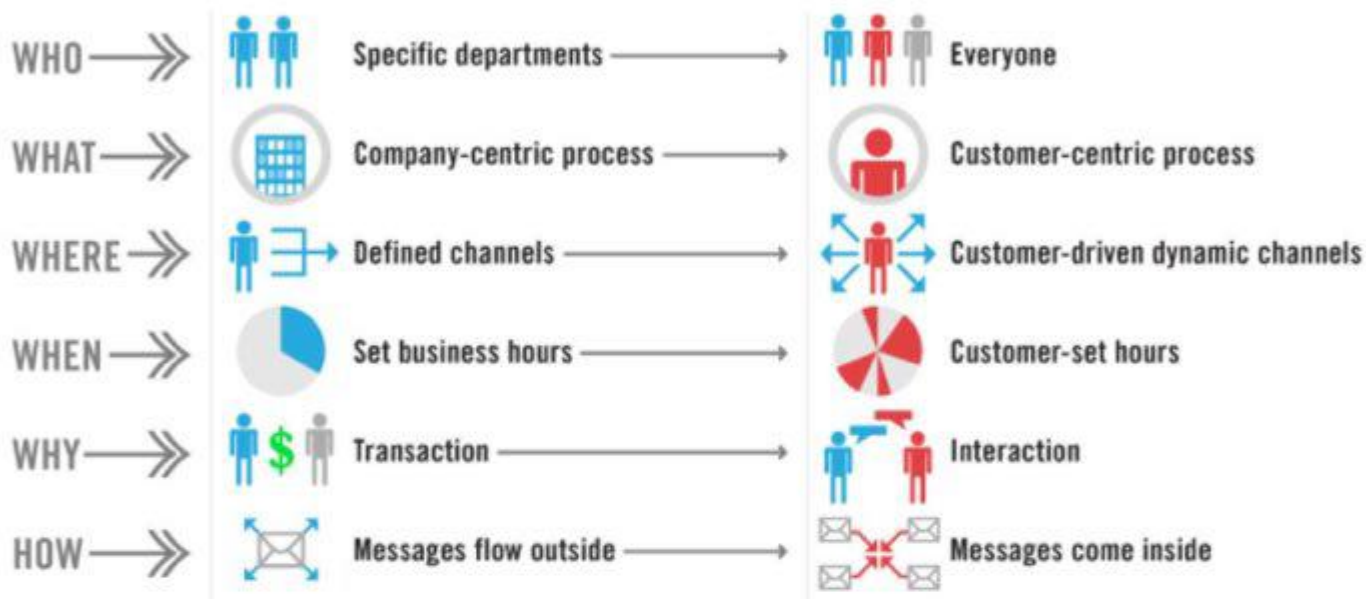 WHO Specific departments Everyone
WHAT Company-centric process Customer-centric process
WHERE Defined channels Customer-driven dynamic channels
WHEN Set business hours Customer-set hours
WHY $ Transaction Interaction
HOW Messages flow outside Messages come inside